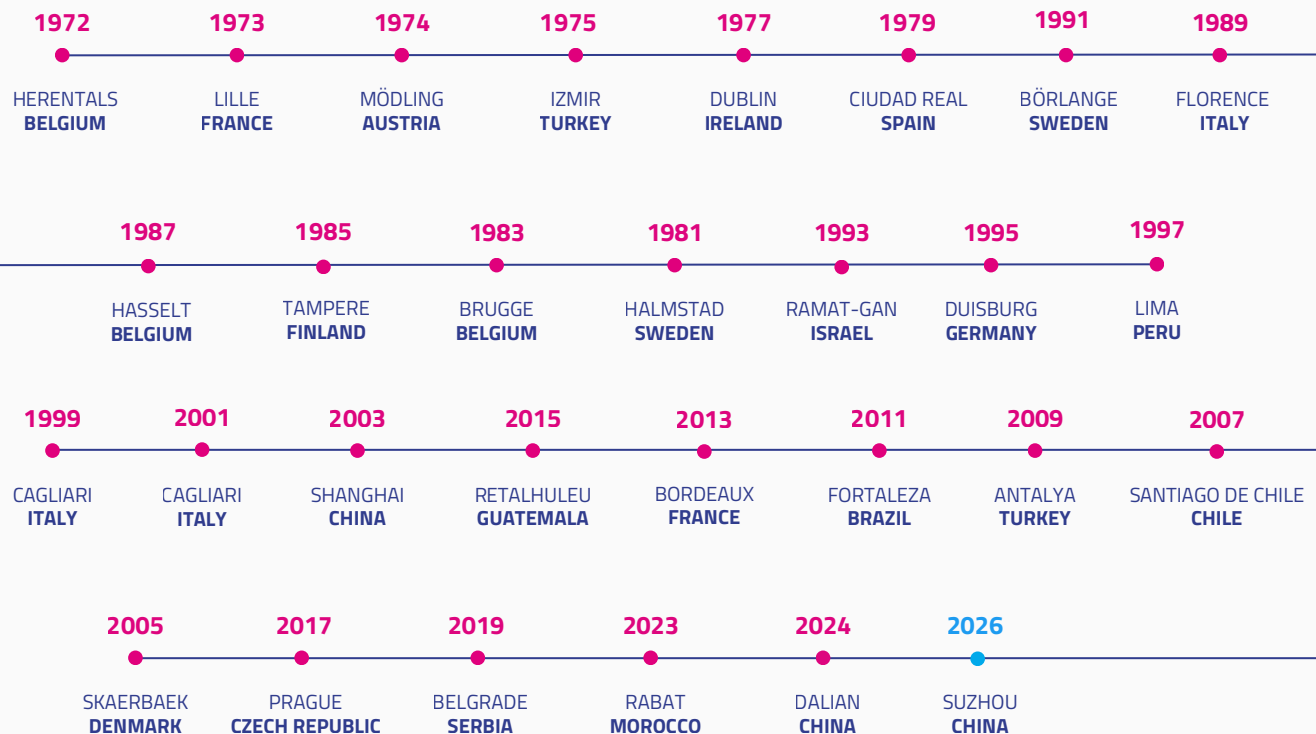 1972 1973 1974 1975 1977 1979 1991 1989
HERENTALS LILLE MÖDLING IZMIR DUBLIN CIUDAD REAL BÖRLANGE FLORENCE
BELGIUM FRANCE AUSTRIA TURKEY IRELAND SPAIN SWEDEN ITALY
1987 1985 1983 1981 1993 1995 1997
HASSELT TAMPERE BRUGGE HALMSTAD RAMAT-GAN DUISBURG LIMA
BELGIUM FINLAND BELGIUM SWEDEN ISRAEL GERMANY PERU
1999 2001 2003 2015 2013 2011 2009 2007
CAGLIARI CAGLIARI SHANGHAI RETALHULEU BORDEAUX FORTALEZA ANTALYA SANTIAGO DE CHILE
ITALY ITALY CHINA GUATEMALA FRANCE BRAZIL TURKEY CHILE
2005 2017 2019 2023 2024 2026
SKAERBAEK PRAGUE BELGRADE RABAT DALIAN SUZHOU
DENMARK CZECH REPUBLIC SERBIA MOROCCO CHINA CHINA